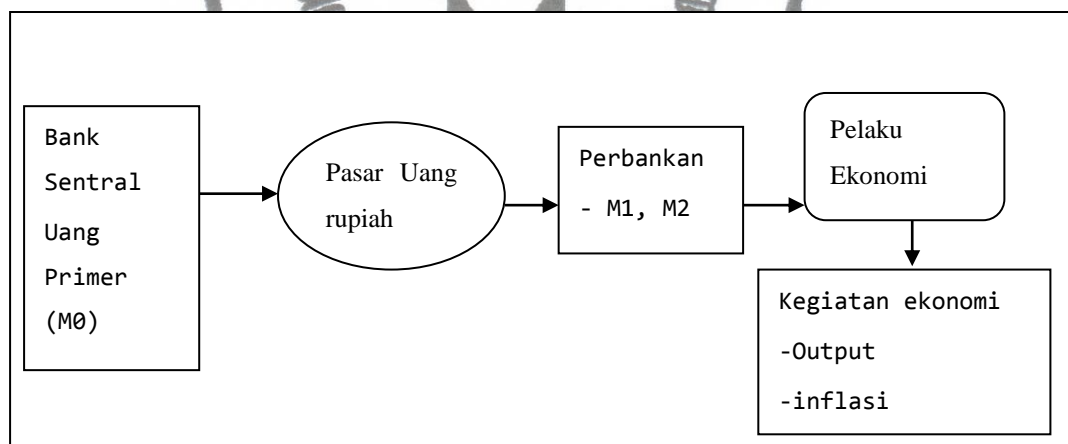 Bank
Sentral
Uang
Primer
(M0)
Pasar Uang
rupiah
Perbankan
- M1, M2
Pelaku
Ekonomi
Kegiatan ekonomi
-Output
-inflasi